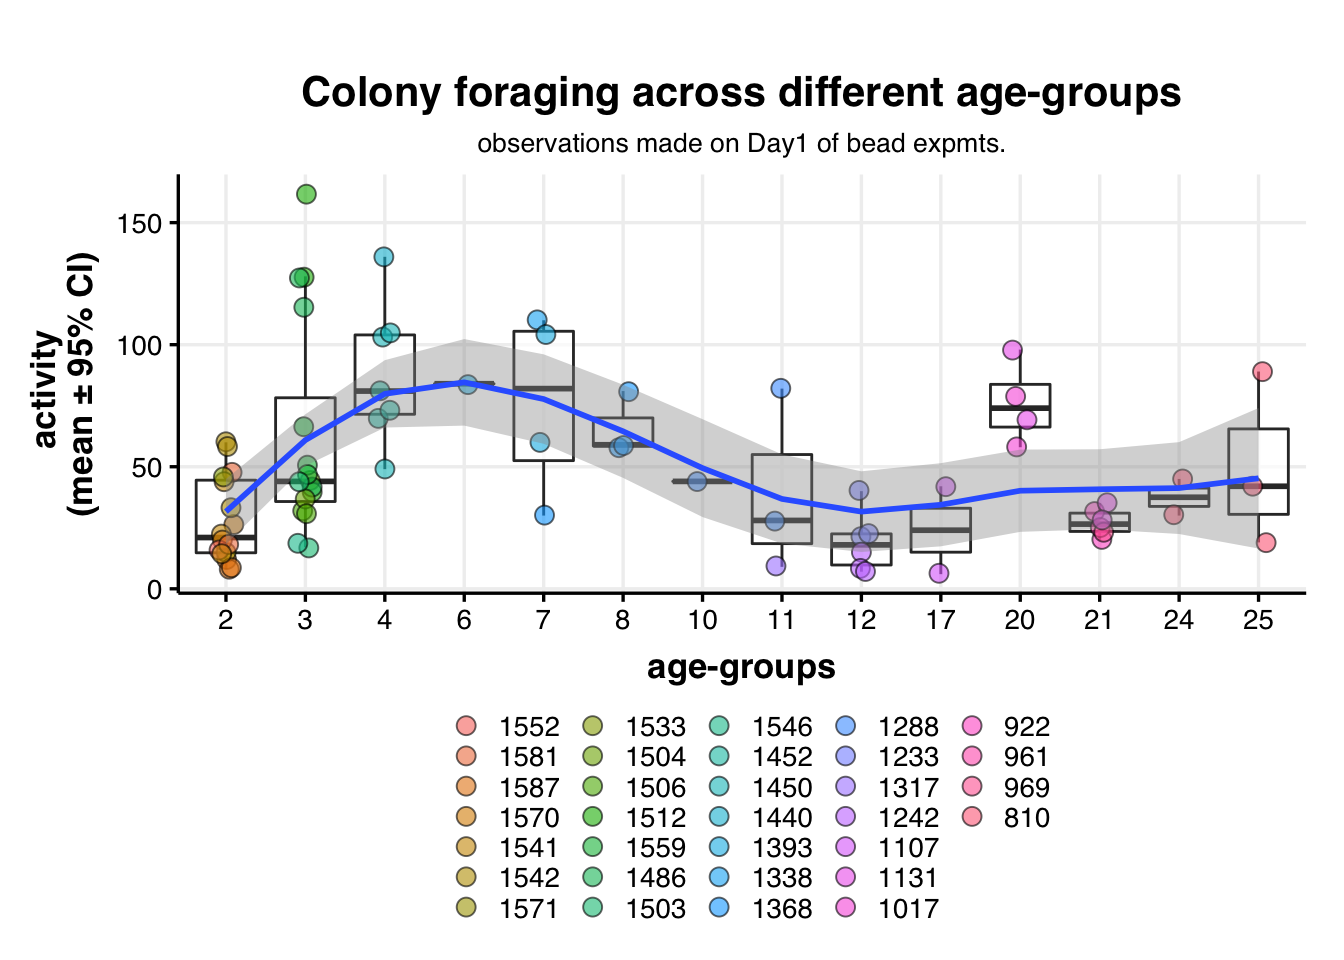 Colony foraging across different age-groups
observations made on Day1 of bead expmts.
activity
(mean ± 95% CI)
150
100
50
0
2 3 4 6 7 8 10 11 12 17 20 21 24 25
age-groups
1552 1533 1546 1288 922
1581 1504 1452 1233 961
1587 1506 1450 1317 969
1570 1512 1440 1242 810
1541 1559 1393 1107
1542 1486 1338 1131
1571 1503 1368 1017